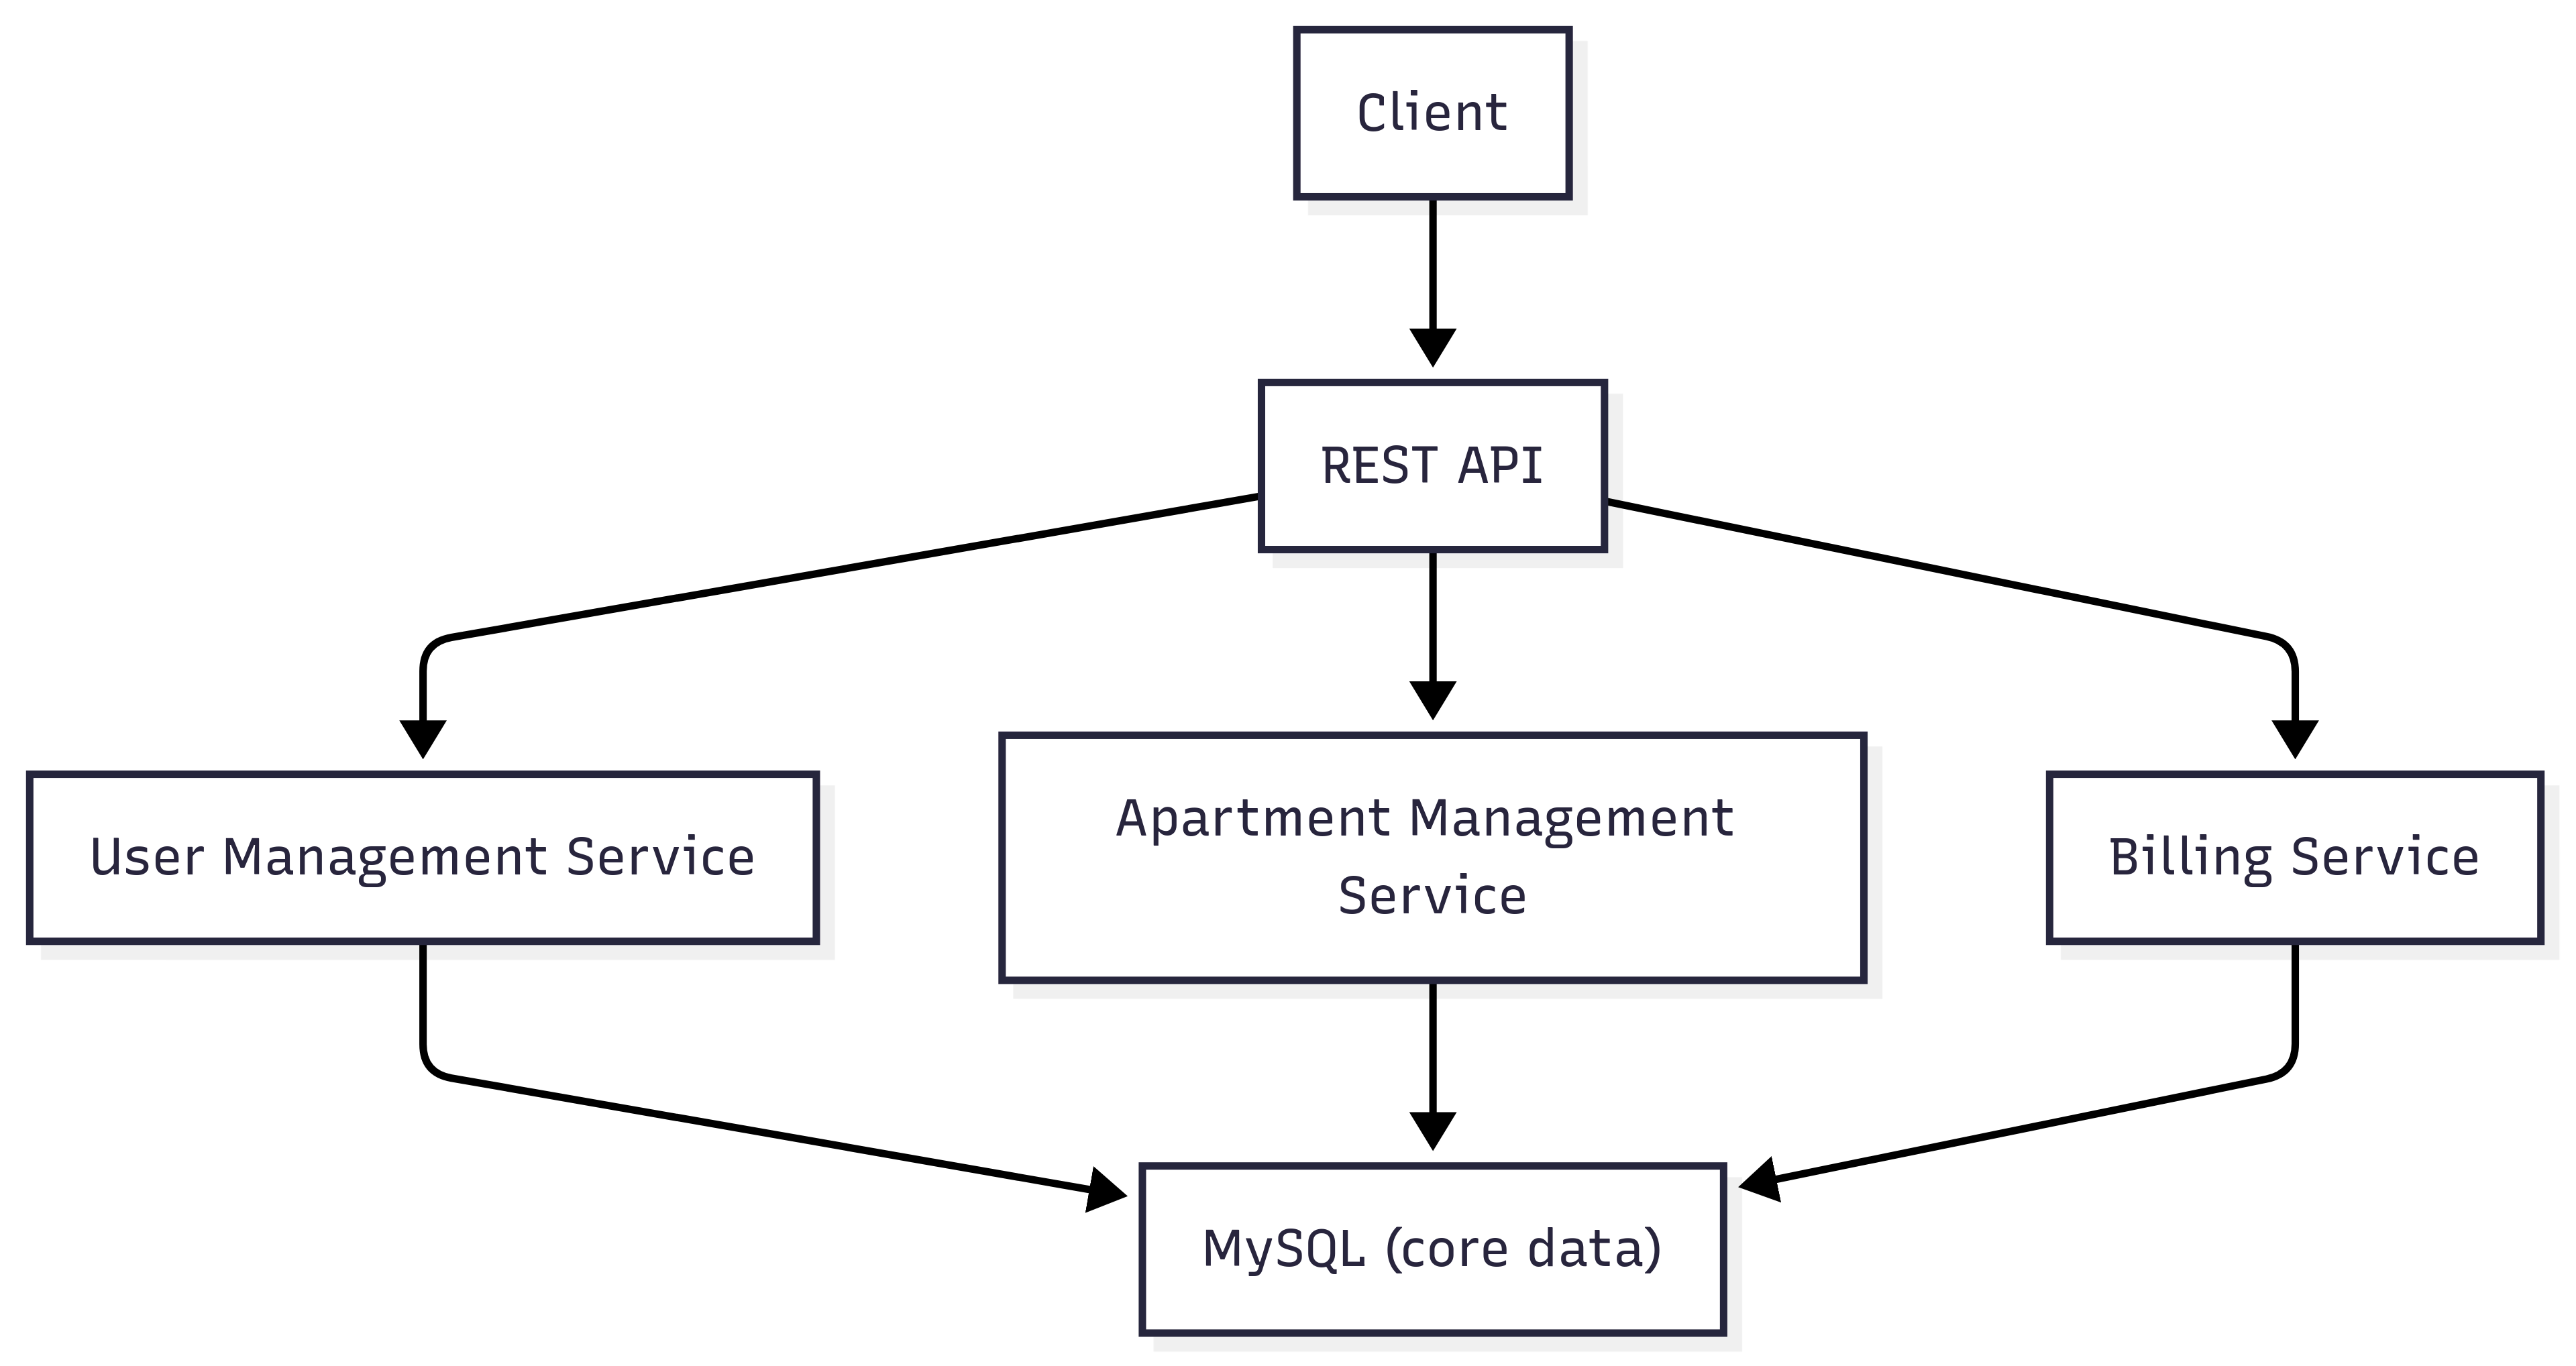 Client
REST API
User Management Service
Apartment Management
Service
Billing Service
MySQL (core data)